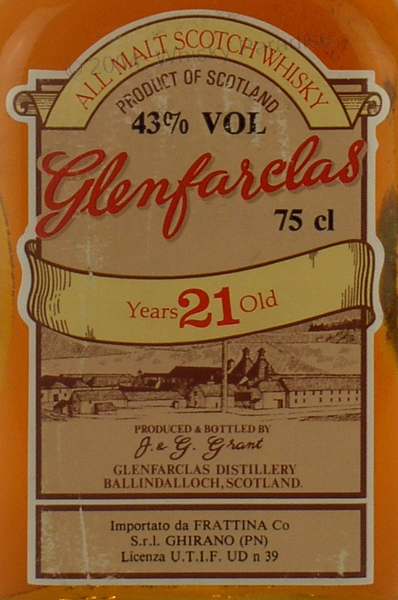 ALL MALT SCOTCH WHISKY
PRODUCT OF SCOTLAND
43% VOL
Glenfarclas
75 cl
Years 21 Old
PRODUCED & BOTTLED BY
J. & G. Grant
GLENFARCLAS DISTILLERY
BALLINDALLOCH, SCOTLAND.
Importato da FRATTINA Co
S.r.l. GHIRANO (PN)
Licenza U.T.I.F. UD n 39